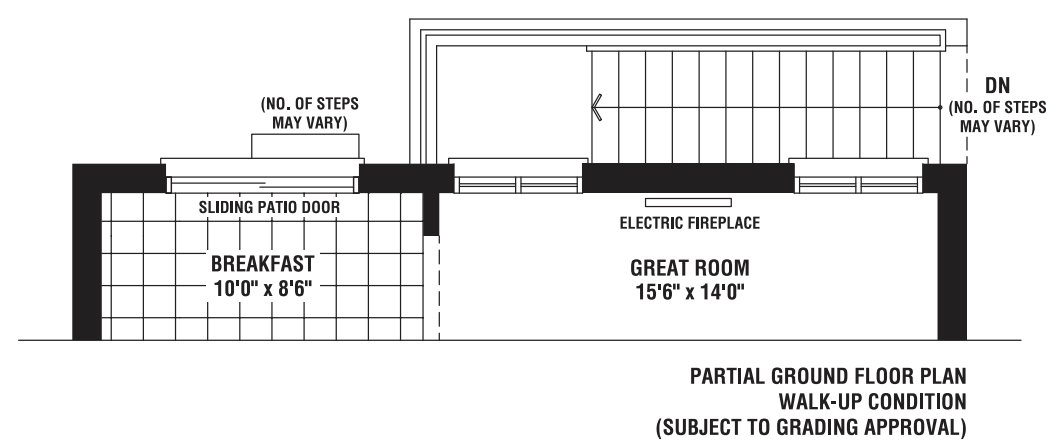 (NO. OF STEPS
MAY VARY)
DN
(NO. OF STEPS
MAY VARY)
SLIDING PATIO DOOR
ELECTRIC FIREPLACE
BREAKFAST
10'0" x 8'6"
GREAT ROOM
15'6" x 14'0"
PARTIAL GROUND FLOOR PLAN
WALK-UP CONDITION
(SUBJECT TO GRADING APPROVAL)